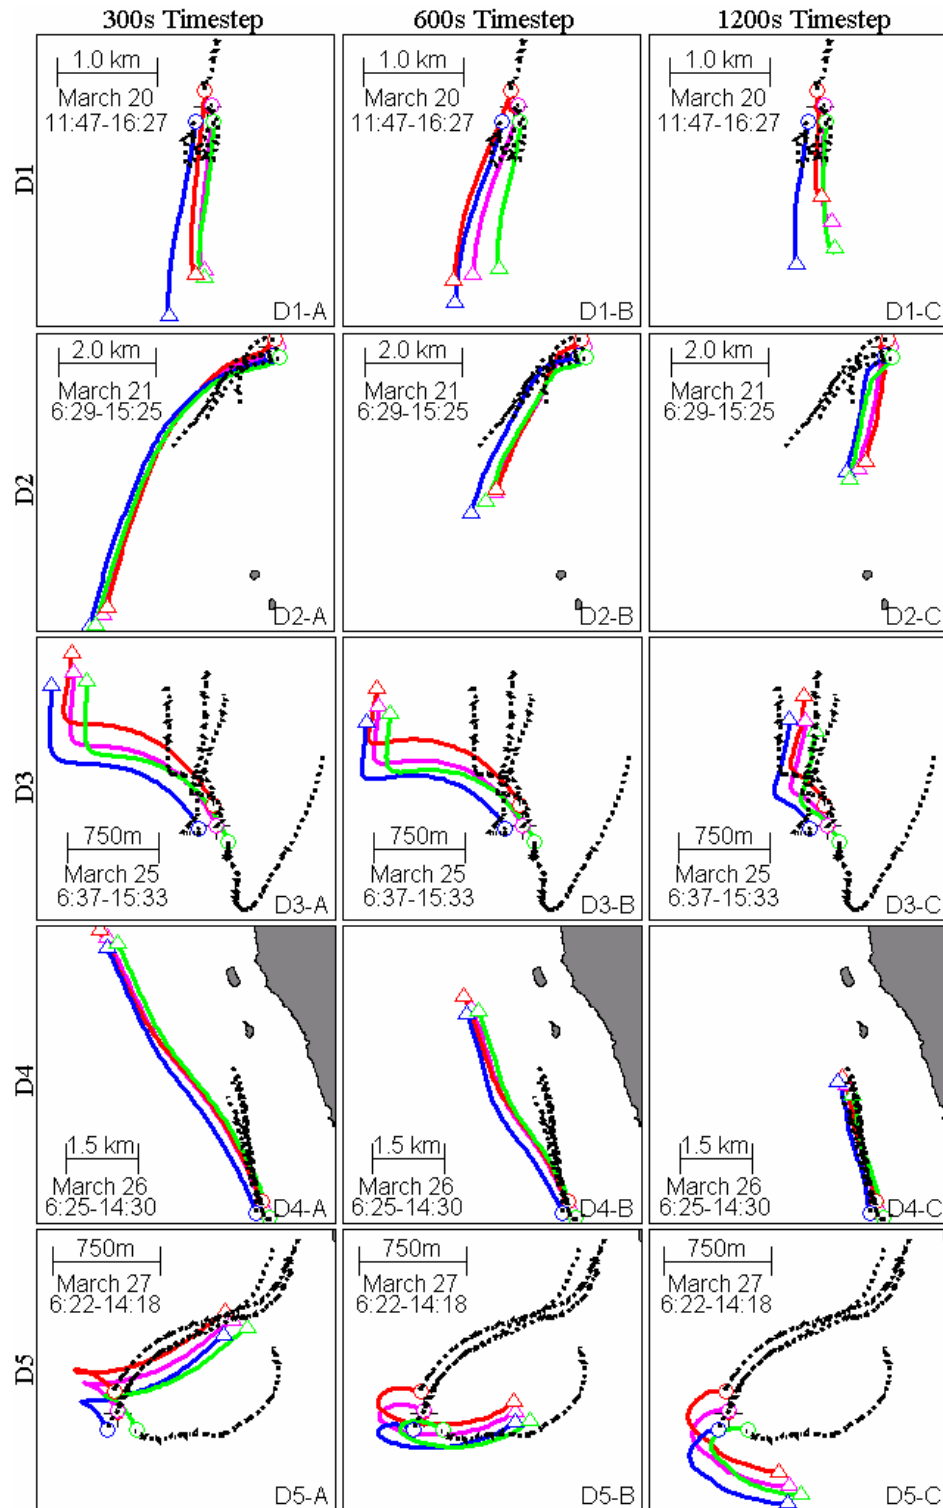 300s Timestep 600s Timestep 1200s Timestep
D1
1.0 km
March 20
11:47-16:27
D1-A
1.0 km
March 20
11:47-16:27
D1-B
1.0 km
March 20
11:47-16:27
D1-C
D2
2.0 km
March 21
6:29-15:25
D2-A
2.0 km
March 21
6:29-15:25
D2-B
2.0 km
March 21
6:29-15:25
D2-C
D3
750m
March 25
6:37-15:33
D3-A
750m
March 25
6:37-15:33
D3-B
750m
March 25
6:37-15:33
D3-C
D4
1.5 km
March 26
6:25-14:30
D4-A
1.5 km
March 26
6:25-14:30
D4-B
1.5 km
March 26
6:25-14:30
D4-C
D5
750m
March 27
6:22-14:18
D5-A
750m
March 27
6:22-14:18
D5-B
750m
March 27
6:22-14:18
D5-C